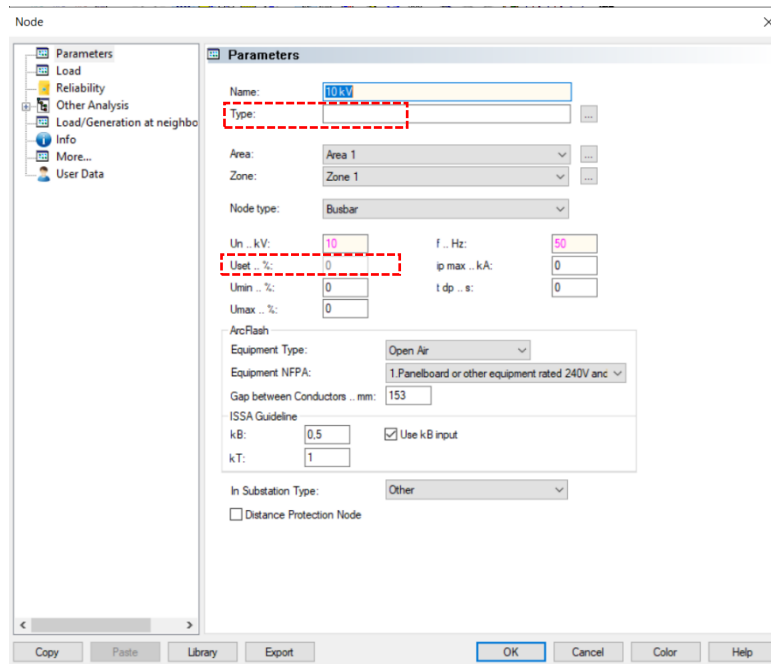 Node
Parameters
Load
Reliability
Other Analysis
Load/Generation at neighbo
Info
More...
User Data
Parameters
Name: 10 kV
Type: ...
Area: Area 1 ...
Zone: Zone 1 ...
Node type: Busbar
Un .. kV: 10 f .. Hz: 50
Uset .. %: 0 ip max .. kA: 0
Umin .. %: 0 t dp .. s: 0
Umax .. %: 0
ArcFlash
Equipment Type: Open Air
Equipment NFPA: 1.Panelboard or other equipment rated 240V and
Gap between Conductors .. mm: 153
ISSA Guideline
kB: 0,5 Use kB input
kT: 1
In Substation Type: Other
Distance Protection Node
Copy Paste Library Export OK Cancel Color Help